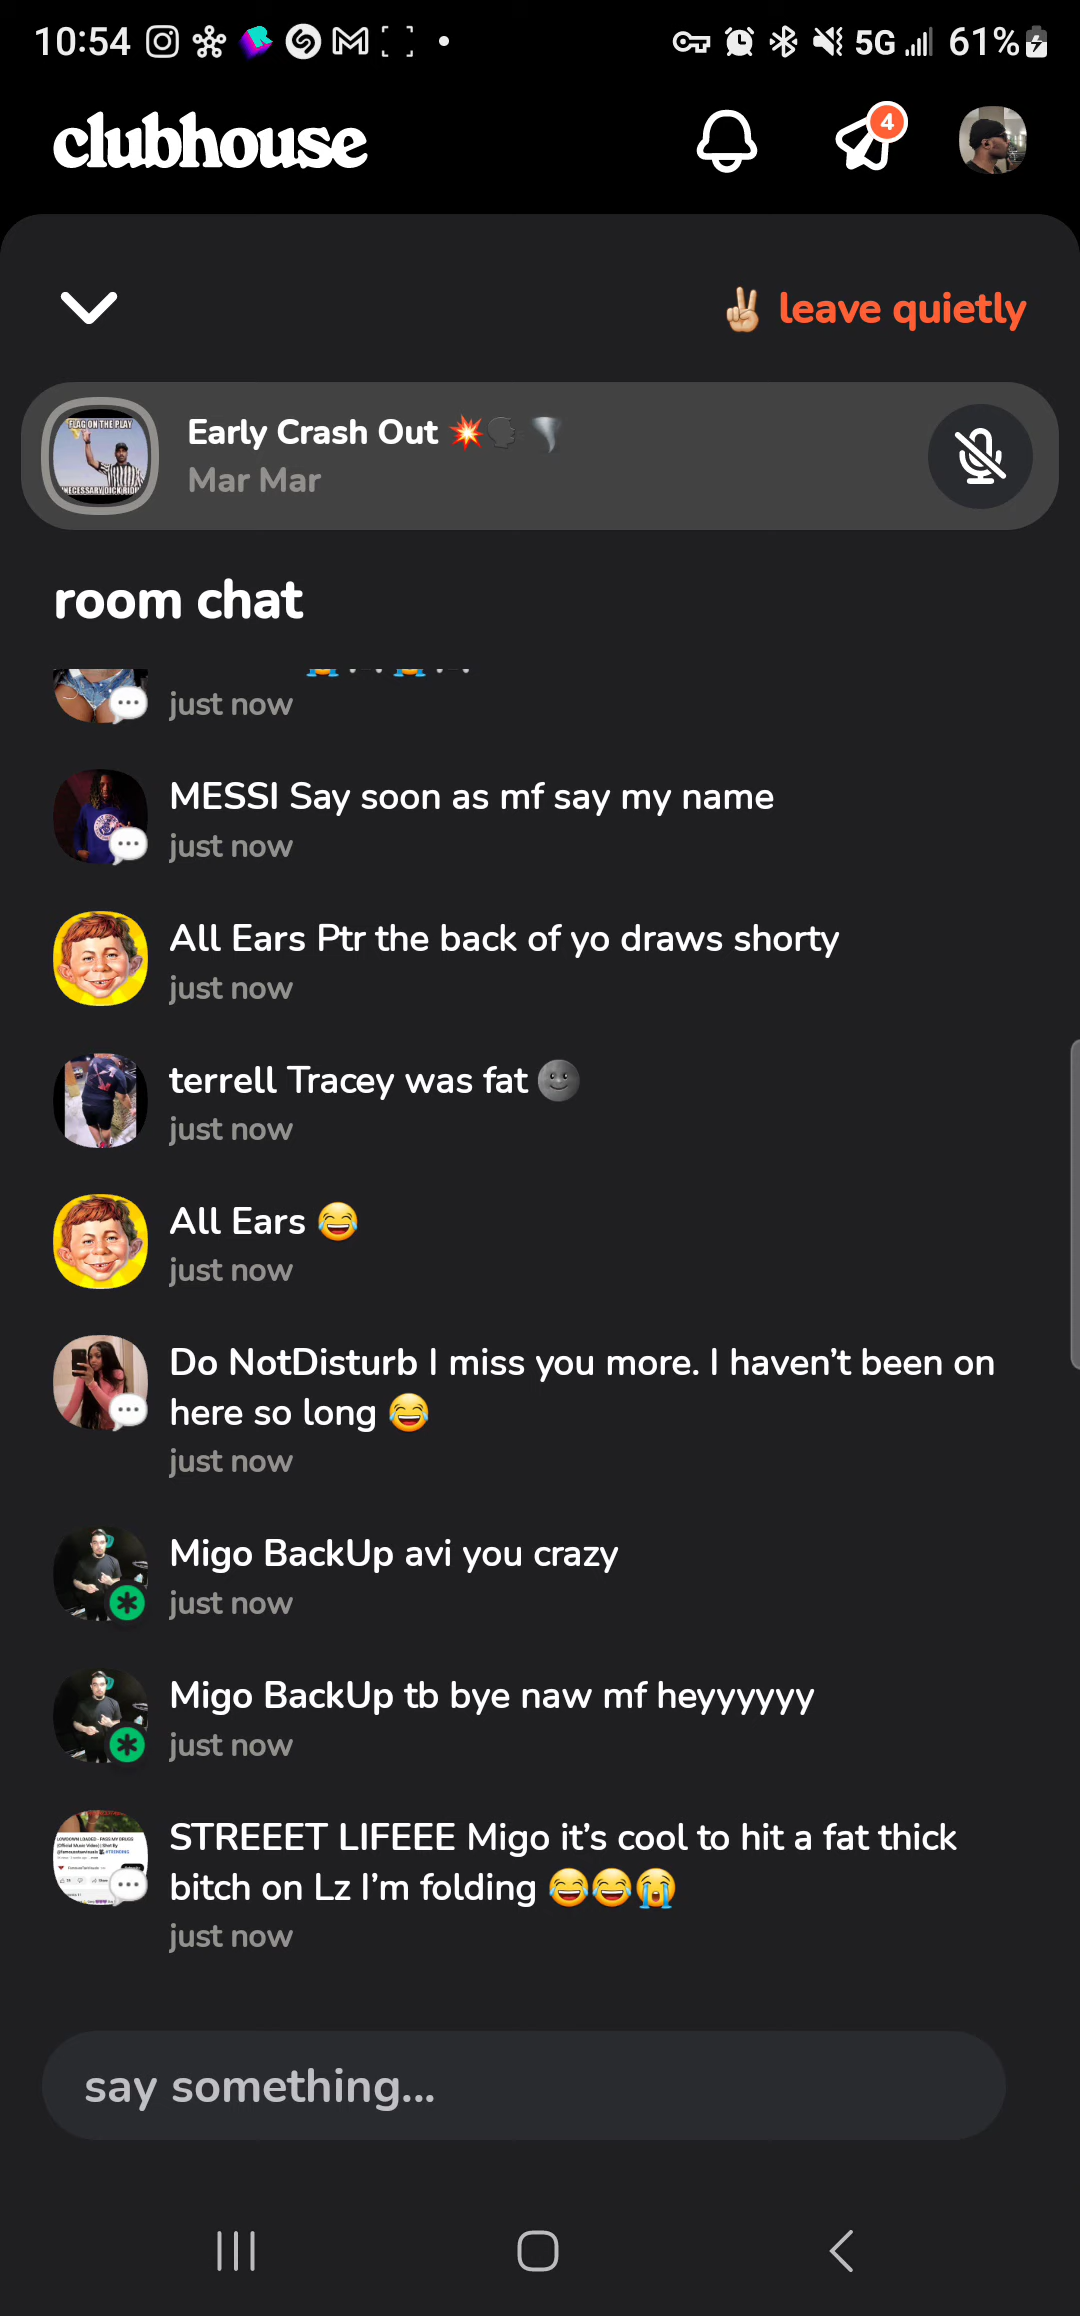 10:54 5G 61%
clubhouse
4
✌🏼 leave quietly
FLAG ON THE PLAY
Early Crash Out 💥🗣️🌪️
Mar Mar
room chat
just now
MESSI Say soon as mf say my name
just now
All Ears Ptr the back of yo draws shorty
just now
terrell Tracey was fat 🌚
just now
All Ears 😂
just now
Do NotDisturb I miss you more. I haven’t been on
here so long 😂
just now
Migo BackUp avi you crazy
just now
Migo BackUp tb bye naw mf heyyyyyy
just now
STREEET LIFEEE Migo it’s cool to hit a fat thick
bitch on Lz I’m folding 😂😂😭
just now
say something...